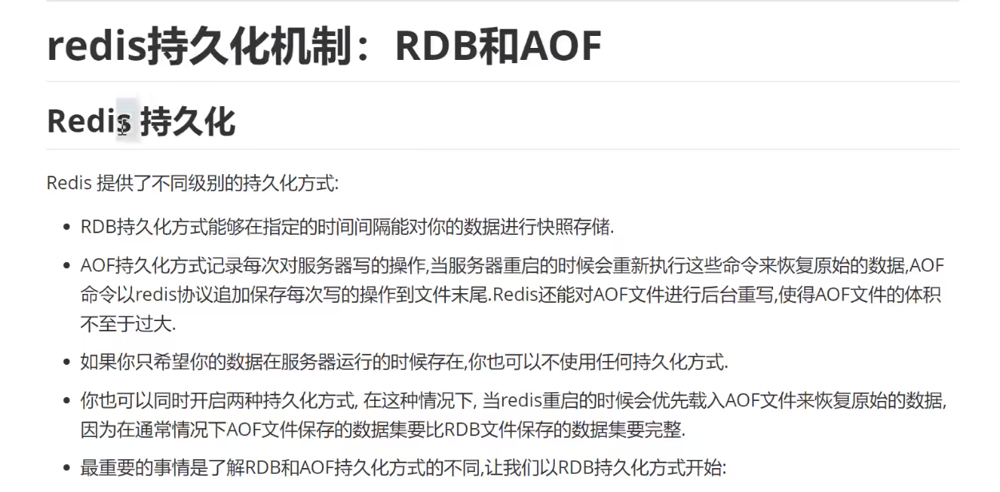 redis持久化机制：RDB和AOF
Redis 持久化
Redis 提供了不同级别的持久化方式:
• RDB持久化方式能够在指定的时间间隔能对你的数据进行快照存储.
• AOF持久化方式记录每次对服务器写的操作,当服务器重启的时候会重新执行这些命令来恢复原始的数据,AOF
命令以redis协议追加保存每次写的操作到文件末尾.Redis还能对AOF文件进行后台重写,使得AOF文件的体积
不至于过大.
• 如果你只希望你的数据在服务器运行的时候存在,你也可以不使用任何持久化方式.
• 你也可以同时开启两种持久化方式, 在这种情况下, 当redis重启的时候会优先载入AOF文件来恢复原始的数据,
因为在通常情况下AOF文件保存的数据集要比RDB文件保存的数据集要完整.
• 最重要的事情是了解RDB和AOF持久化方式的不同,让我们以RDB持久化方式开始: